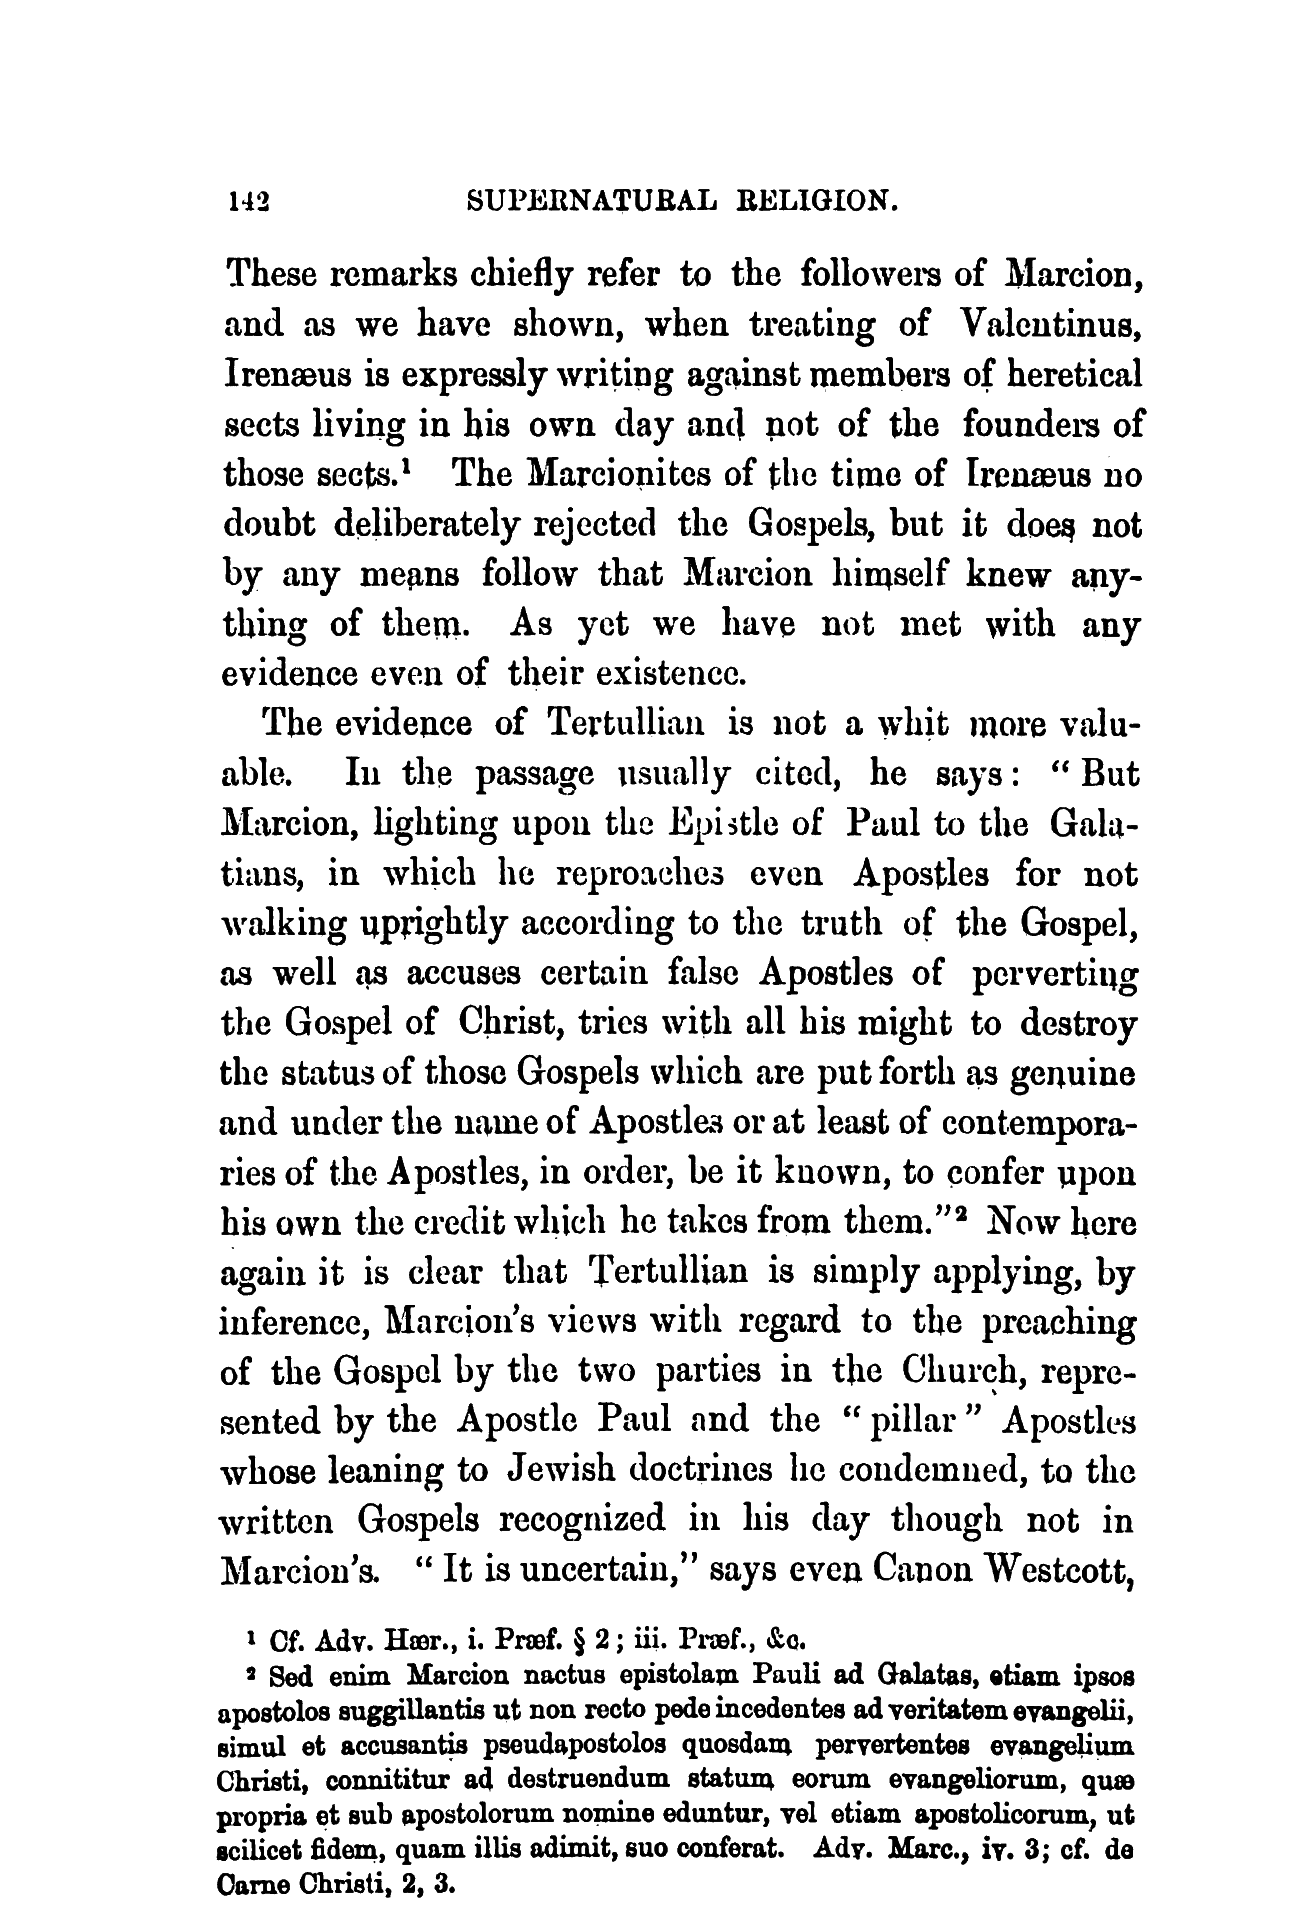 142 SUPERNATURAL RELIGION.
These remarks chiefly refer to the followers of Marcion,
and as we have shown, when treating of Valentinus,
Irenæus is expressly writing against members of heretical
sects living in his own day and not of the founders of
those sects.¹ The Marcionites of the time of Irenæus no
doubt deliberately rejected the Gospels, but it does not
by any means follow that Marcion himself knew any-
thing of them. As yet we have not met with any
evidence even of their existence.
The evidence of Tertullian is not a whit more valu-
able. In the passage usually cited, he says: “But
Marcion, lighting upon the Epistle of Paul to the Gala-
tians, in which he reproaches even Apostles for not
walking uprightly according to the truth of the Gospel,
as well as accuses certain false Apostles of perverting
the Gospel of Christ, tries with all his might to destroy
the status of those Gospels which are put forth as genuine
and under the name of Apostles or at least of contempora-
ries of the Apostles, in order, be it known, to confer upon
his own the credit which he takes from them.”² Now here
again it is clear that Tertullian is simply applying, by
inference, Marcion’s views with regard to the preaching
of the Gospel by the two parties in the Church, repre-
sented by the Apostle Paul and the “pillar” Apostles
whose leaning to Jewish doctrines he condemned, to the
written Gospels recognized in his day though not in
Marcion’s. “It is uncertain,” says even Canon Westcott,
¹ Cf. Adv. Hær., i. Præf. § 2; iii. Præf., &c.
² Sed enim Marcion nactus epistolam Pauli ad Galatas, etiam ipsos
apostolos suggillantis ut non recto pede incedentes ad veritatem evangelii,
simul et accusantis pseudapostolos quosdam pervertentes evangelium
Christi, connititur ad destruendum statum eorum evangeliorum, quæ
propria et sub apostolorum nomine eduntur, vel etiam apostolicorum, ut
scilicet fidem, quam illis adimit, suo conferat. Adv. Marc., iv. 3; cf. de
Carne Christi, 2, 3.